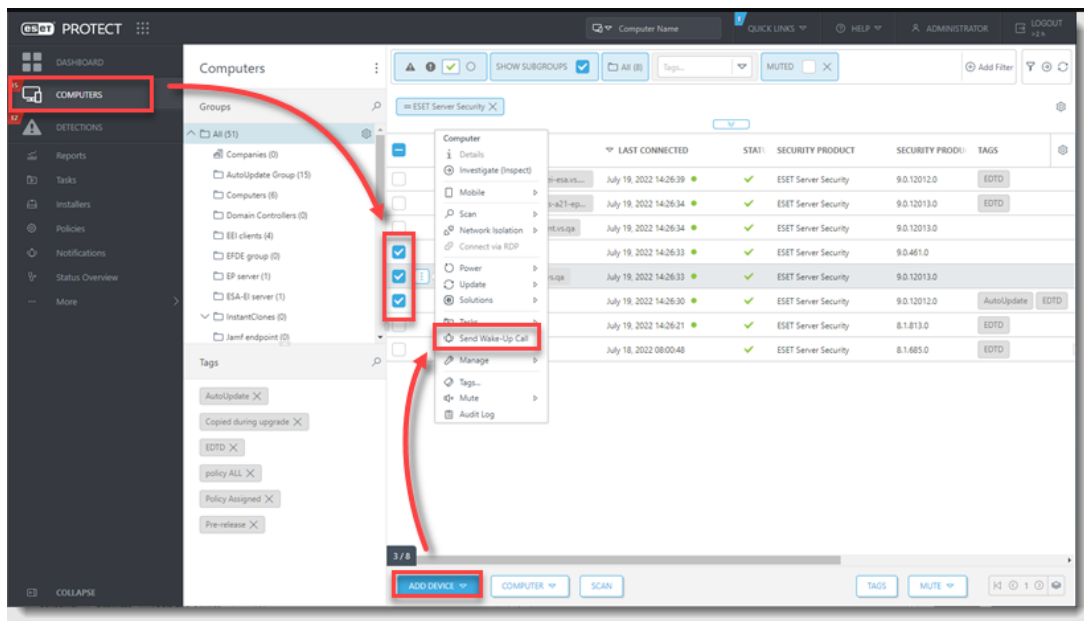 eset PROTECT
Computer Name
QUICK LINKS
HELP
ADMINISTRATOR
LOGOUT
>2 h
DASHBOARD
COMPUTERS
DETECTIONS
Reports
Tasks
Installers
Policies
Notifications
Status Overview
More
COLLAPSE
Computers
Groups
All (51)
Companies (0)
AutoUpdate Group (15)
Computers (6)
Domain Controllers (0)
EEI clients (4)
EFDE group (0)
EP server (1)
ESA-EI server (1)
InstantClones (0)
Jamf endpoint (0)
Tags
AutoUpdate
Copied during upgrade
EDTD
policy ALL
Policy Assigned
Pre-release
SHOW SUBGROUPS
All (8)
Tags...
MUTED
Add Filter
= ESET Server Security
LAST CONNECTED
SECURITY PRODUCT
SECURITY PRODU
TAGS
July 19, 2022 14:26:39 ESET Server Security 9.0.12012.0 EDTD
July 19, 2022 14:26:34 ESET Server Security 9.0.12013.0 EDTD
July 19, 2022 14:26:34 ESET Server Security 9.0.12013.0
July 19, 2022 14:26:33 ESET Server Security 9.0.461.0
July 19, 2022 14:26:33 ESET Server Security 9.0.12013.0
July 19, 2022 14:26:30 ESET Server Security 9.0.12012.0 AutoUpdate EDTD
July 19, 2022 14:26:21 ESET Server Security 8.1.813.0 EDTD
July 18, 2022 08:00:48 ESET Server Security 8.1.685.0 EDTD
Computer
Details
Investigate (Inspect)
Mobile
Scan
Network Isolation
Connect via RDP
Power
Update
Solutions
Tasks
Send Wake-Up Call
Manage
Tags...
Mute
Audit Log
3 / 8
ADD DEVICE
COMPUTER
SCAN
TAGS
MUTE
1